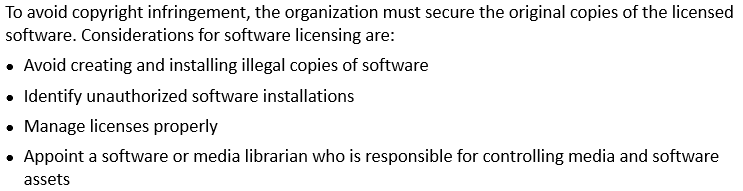 To avoid copyright infringement, the organization must secure the original copies of the licensed
software. Considerations for software licensing are:
• Avoid creating and installing illegal copies of software
• Identify unauthorized software installations
• Manage licenses properly
• Appoint a software or media librarian who is responsible for controlling media and software
assets